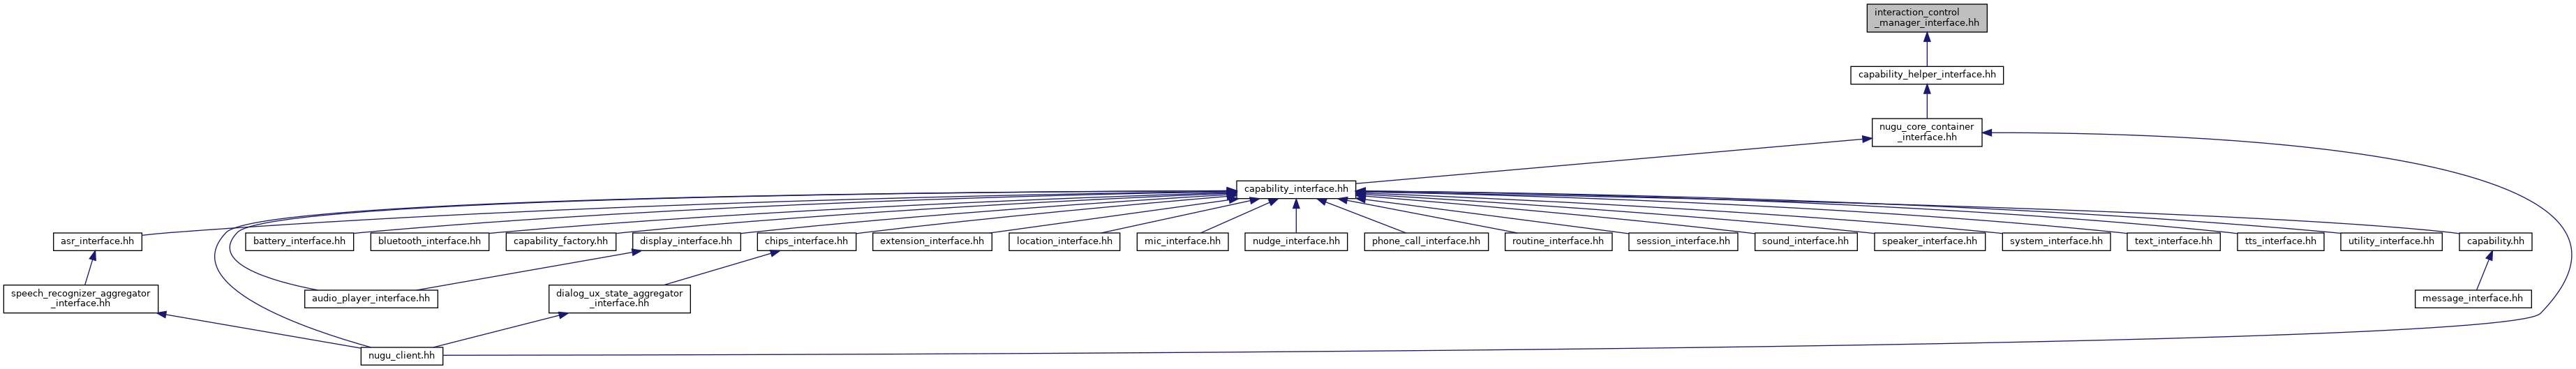 interaction_control
_manager_interface.hh
capability_helper_interface.hh
nugu_core_container
_interface.hh
capability_interface.hh
asr_interface.hh
battery_interface.hh
bluetooth_interface.hh
capability_factory.hh
display_interface.hh
chips_interface.hh
extension_interface.hh
location_interface.hh
mic_interface.hh
nudge_interface.hh
phone_call_interface.hh
routine_interface.hh
session_interface.hh
sound_interface.hh
speaker_interface.hh
system_interface.hh
text_interface.hh
tts_interface.hh
utility_interface.hh
capability.hh
speech_recognizer_aggregator
_interface.hh
audio_player_interface.hh
dialog_ux_state_aggregator
_interface.hh
message_interface.hh
nugu_client.hh